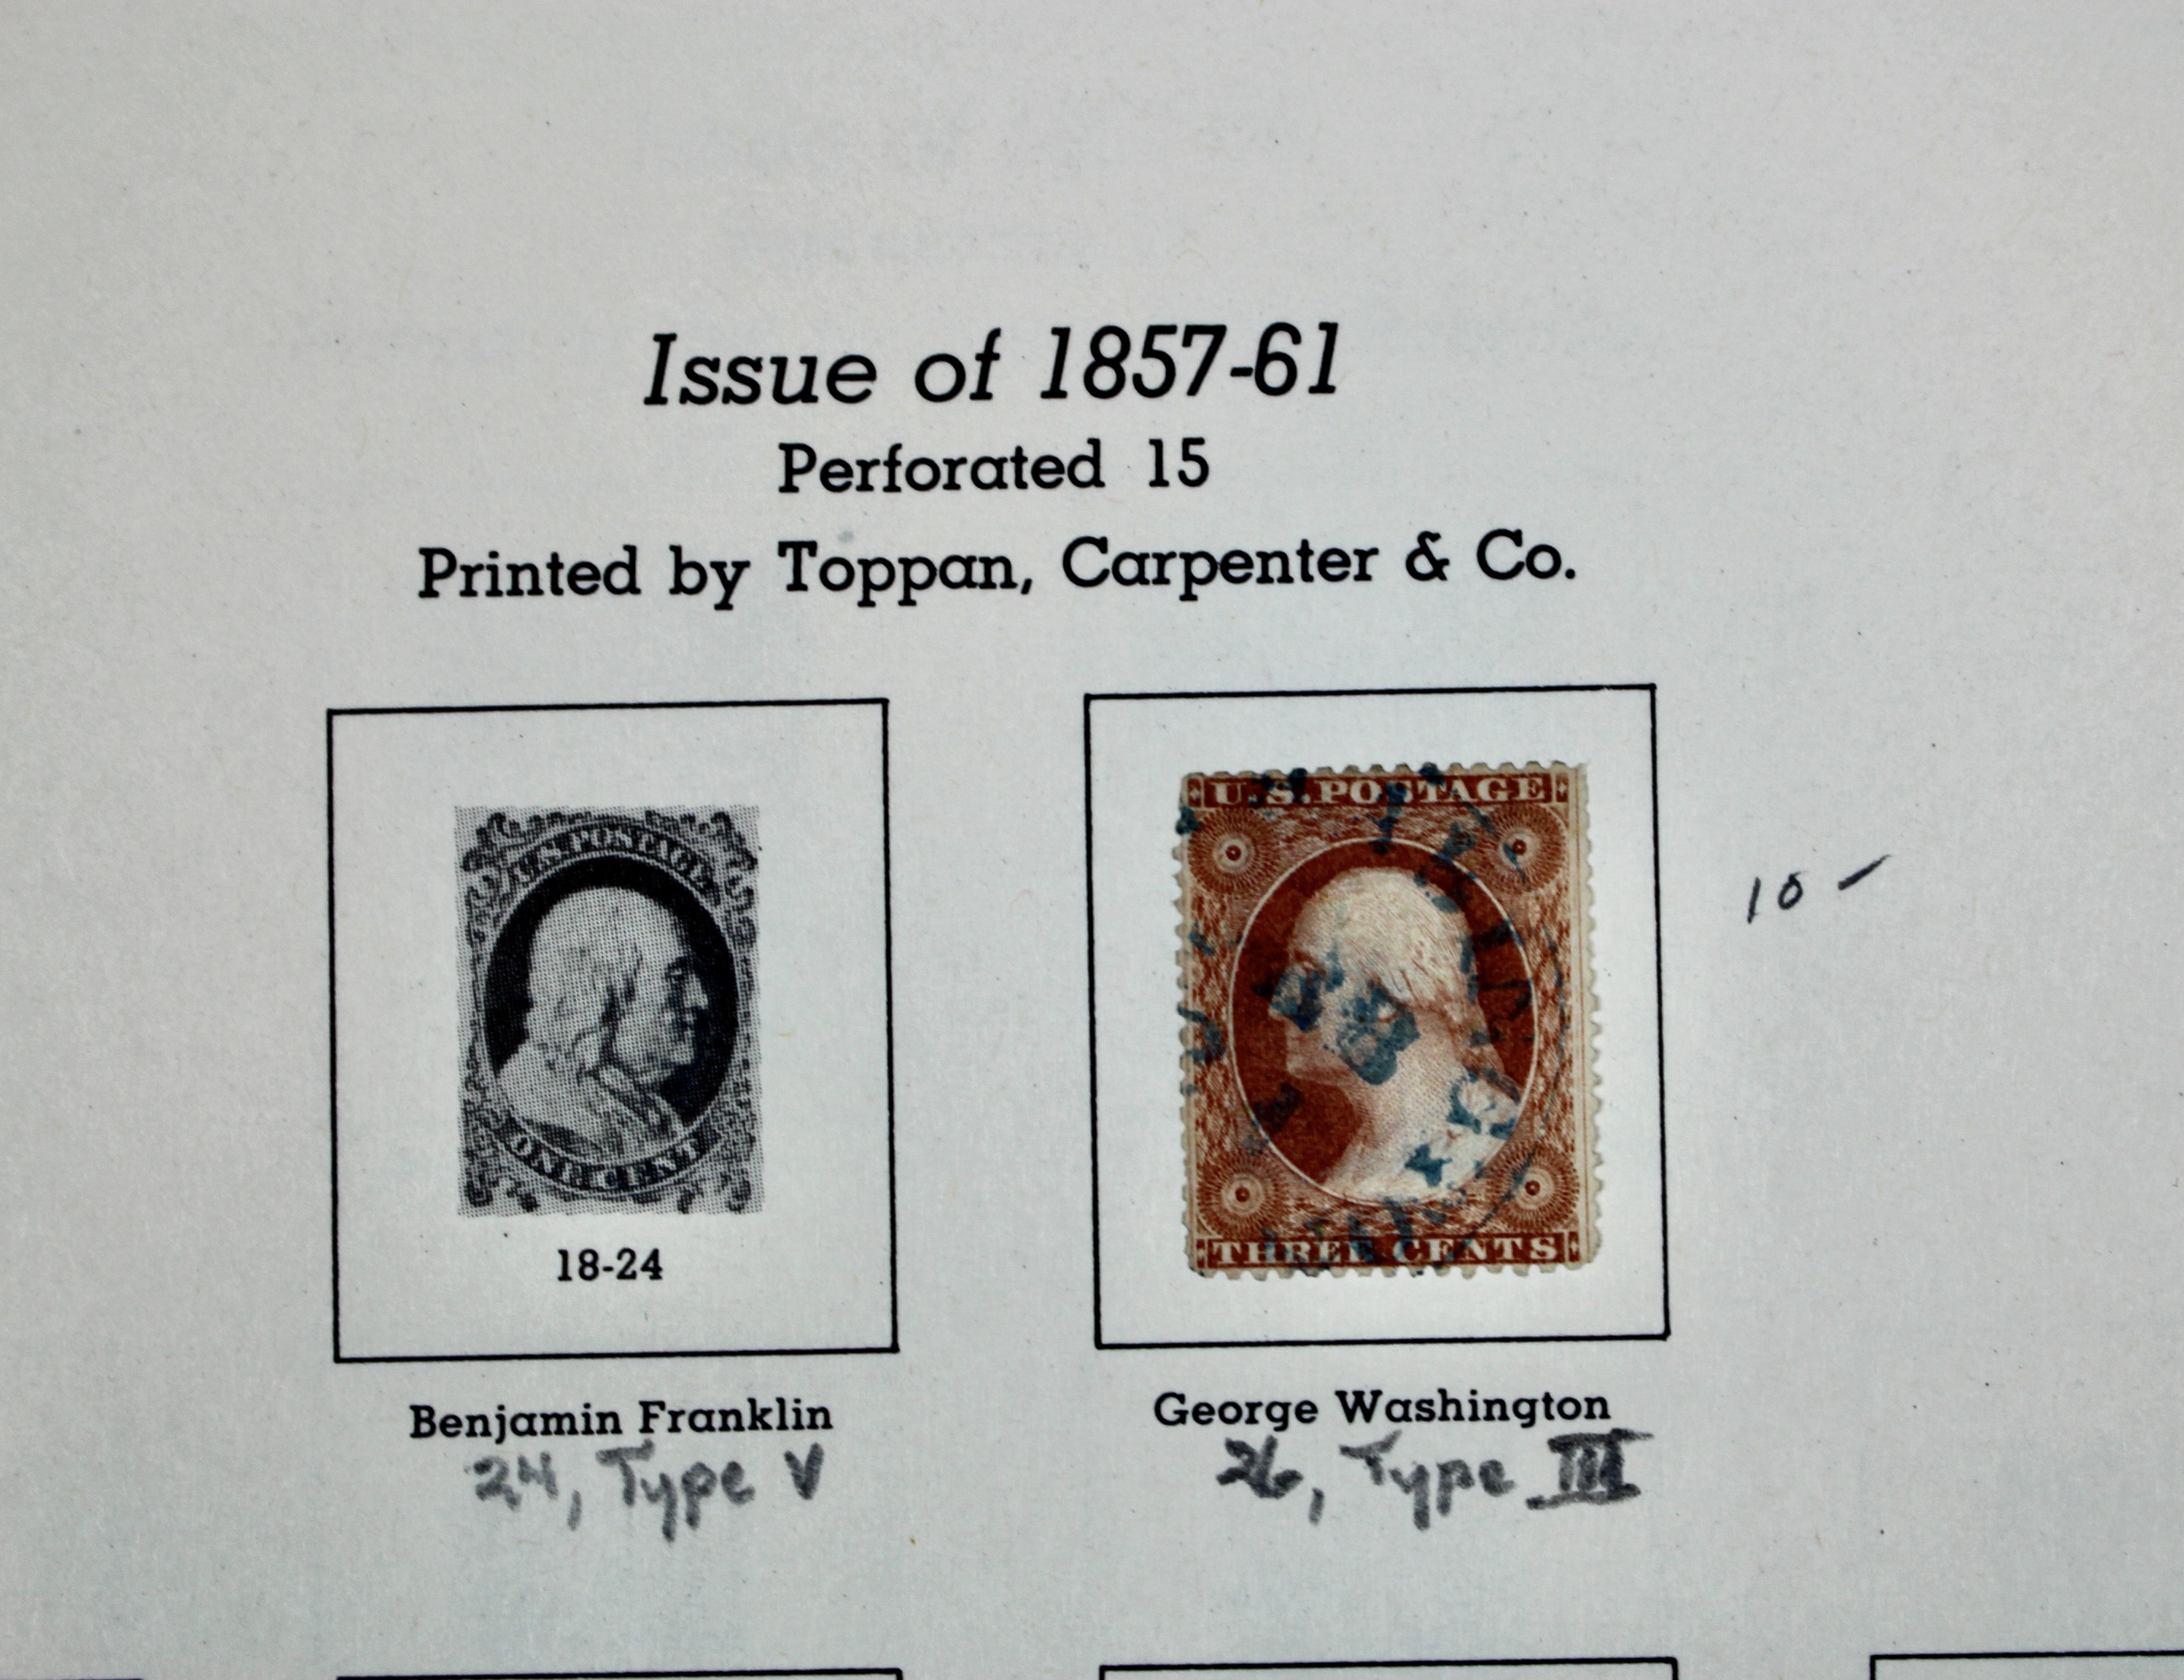 Issue of 1857-61
Perforated 15
Printed by Toppan, Carpenter & Co.
U.S. POSTAGE
ONE CENT
18-24
U.S. POSTAGE
THREE CENTS
10 -
Benjamin Franklin
24, Type V
George Washington
26, Type III